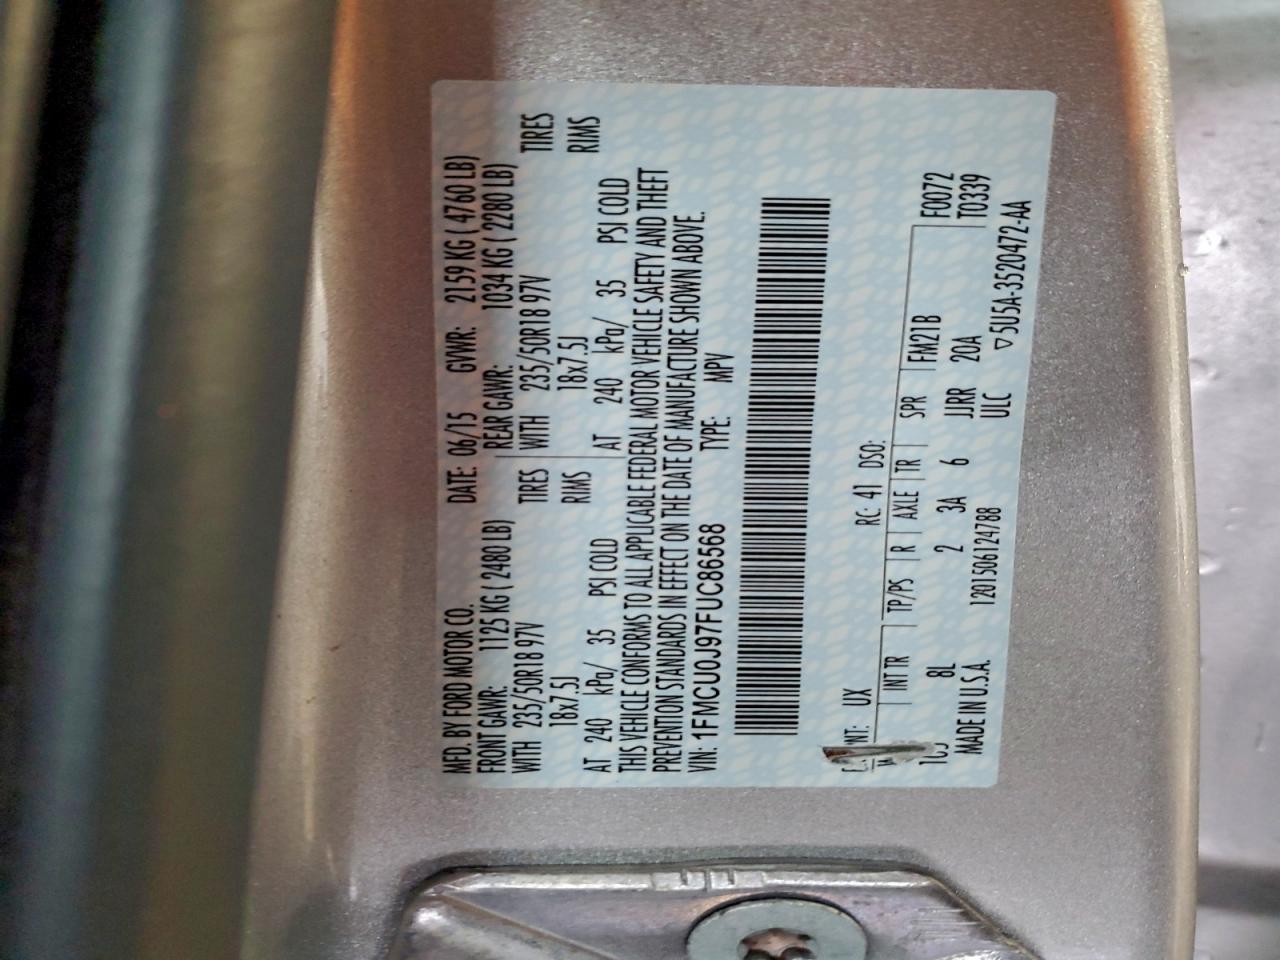 MFD. BY FORD MOTOR CO. DATE: 06/15 GVWR: 2159 KG ( 4760 LB)
FRONT GAWR: 1125 KG ( 2480 LB) REAR GAWR: 1034 KG ( 2280 LB)
WITH 235/50R18 97V TIRES WITH 235/50R18 97V TIRES
18x7.5J RIMS 18x7.5J RIMS
AT 240 kPa/ 35 PSI COLD AT 240 kPa/ 35 PSI COLD
THIS VEHICLE CONFORMS TO ALL APPLICABLE FEDERAL MOTOR VEHICLE SAFETY AND THEFT
PREVENTION STANDARDS IN EFFECT ON THE DATE OF MANUFACTURE SHOWN ABOVE.
VIN: 1FMCU0J97FUC86568 TYPE: MPV
UX RC: 41 DSO:
INT TR TP/PS R AXLE TR SPR FM21B F0072
8L 2 3A 6 JJRR 20A T0339
MADE IN U.S.A. 1201506124788 ULC ▽5U5A-3520472-AA